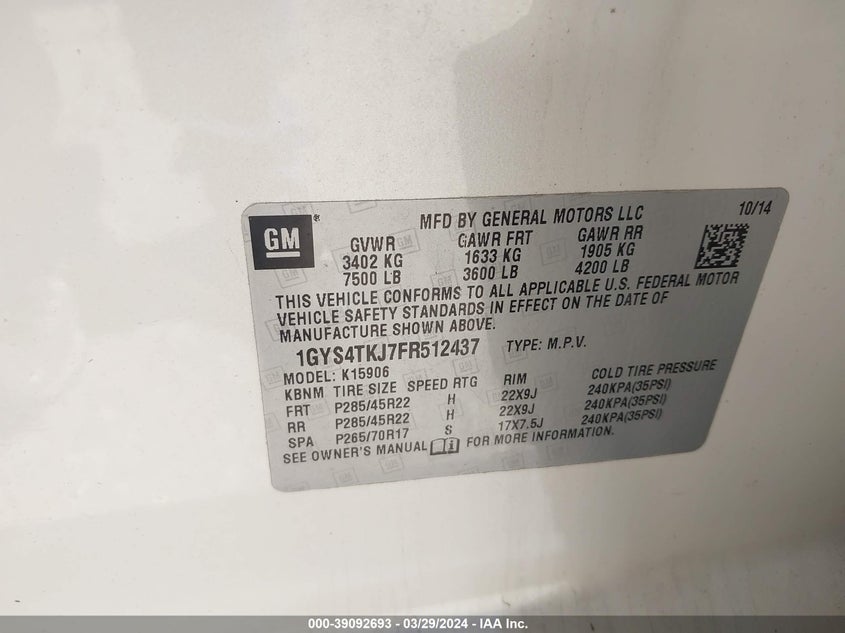 GM
MFD BY GENERAL MOTORS LLC 10/14
GVWR GAWR FRT GAWR RR
3402 KG 1633 KG 1905 KG
7500 LB 3600 LB 4200 LB
THIS VEHICLE CONFORMS TO ALL APPLICABLE U.S. FEDERAL MOTOR
VEHICLE SAFETY STANDARDS IN EFFECT ON THE DATE OF
MANUFACTURE SHOWN ABOVE.
1GYS4TKJ7FR512437 TYPE: M.P.V.
MODEL: K15906
KBNM TIRE SIZE SPEED RTG RIM COLD TIRE PRESSURE
FRT P285/45R22 H 22X9J 240KPA(35PSI)
RR P285/45R22 H 22X9J 240KPA(35PSI)
SPA P265/70R17 S 17X7.5J 240KPA(35PSI)
SEE OWNER'S MANUAL FOR MORE INFORMATION.
000-39092693 - 03/29/2024 - IAA Inc.